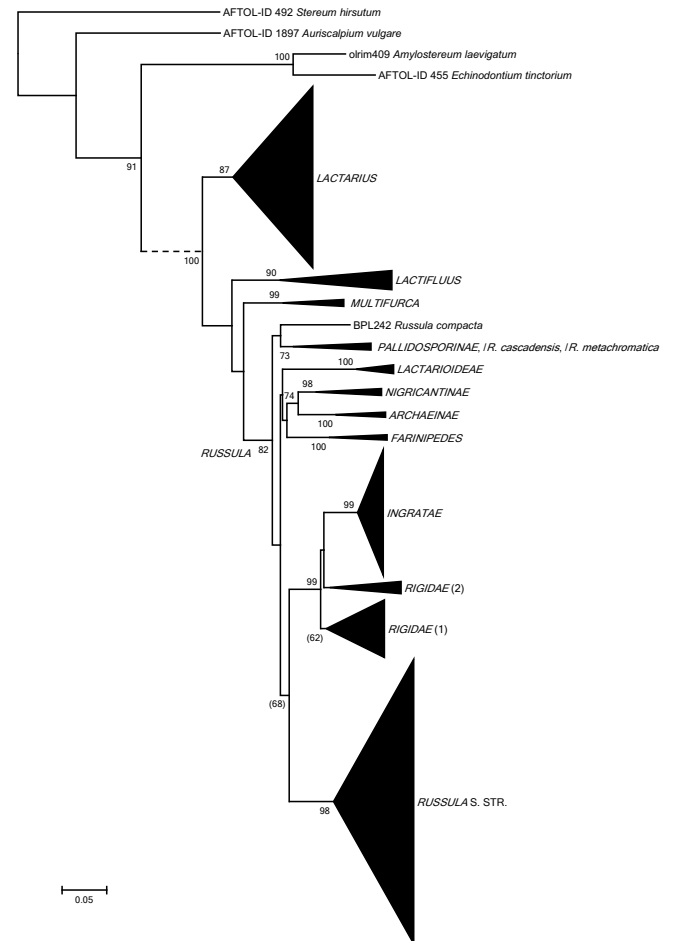 AFTOL-ID 492 Stereum hirsutum
AFTOL-ID 1897 Auriscalpium vulgare
100
olrim409 Amylostereum laevigatum
AFTOL-ID 455 Echinodontium tinctorium
91
87
LACTARIUS
100
90
LACTIFLUUS
99
MULTIFURCA
BPL242 Russula compacta
73
PALLIDOSPORINAE, /R. cascadensis, /R. metachromatica
100
LACTARIOIDEAE
74
98
NIGRICANTINAE
ARCHAEINAE
100
FARINIPEDES
100
RUSSULA
82
99
INGRATAE
99
RIGIDAE (2)
RIGIDAE (1)
(62)
(68)
RUSSULA S. STR.
98
0.05